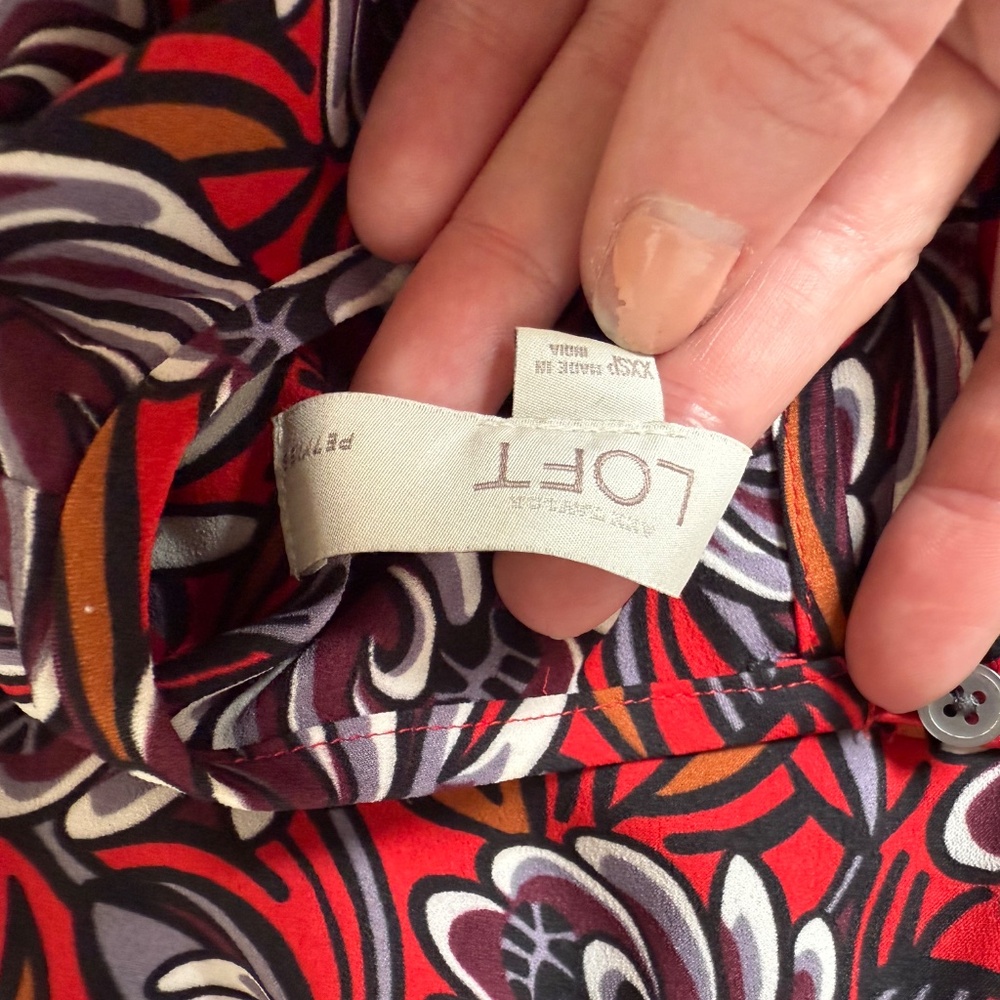 ANN TAYLOR
LOFT
PETITES
XXSP MADE IN
INDIA